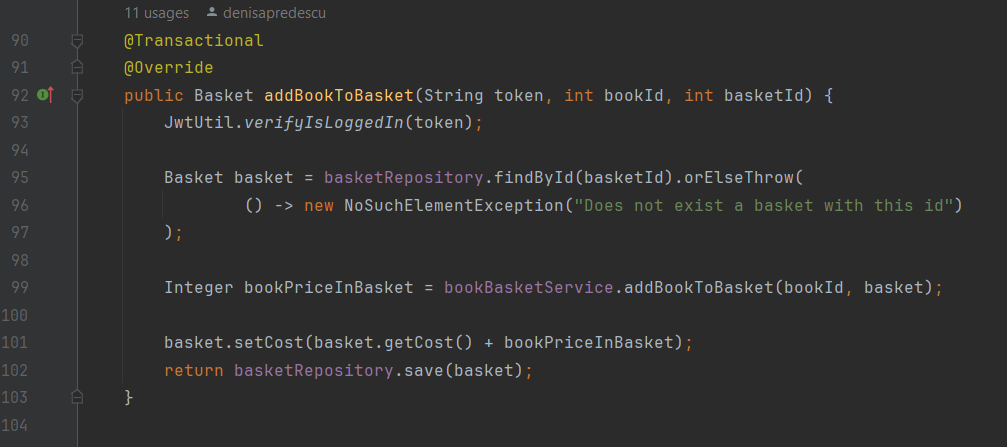 11 usages denisapredescu
90 @Transactional
91 @Override
92 public Basket addBookToBasket(String token, int bookId, int basketId) {
93 JwtUtil.verifyIsLoggedIn(token);
94
95 Basket basket = basketRepository.findById(basketId).orElseThrow(
96 () -> new NoSuchElementException("Does not exist a basket with this id")
97 );
98
99 Integer bookPriceInBasket = bookBasketService.addBookToBasket(bookId, basket);
100
101 basket.setCost(basket.getCost() + bookPriceInBasket);
102 return basketRepository.save(basket);
103 }
104